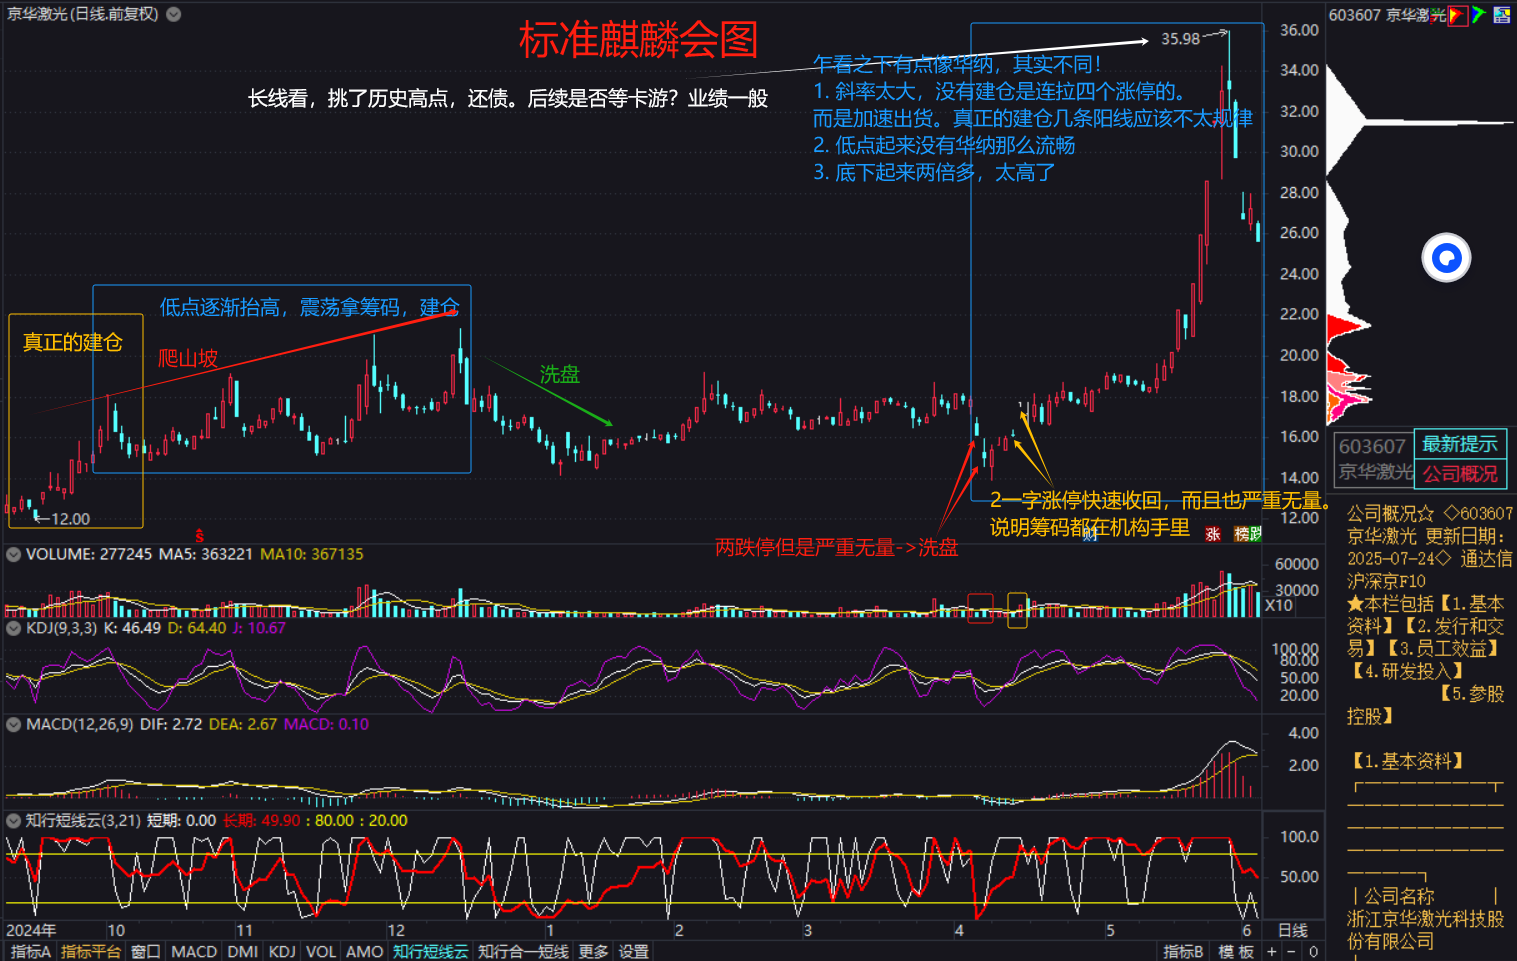 京华激光(日线.前复权)
标准麒麟会图
长线看，挑了历史高点，还债。后续是否等卡游？业绩一般
35.98
乍看之下有点像华纳，其实不同！
1. 斜率太大，没有建仓是连拉四个涨停的。
而是加速出货。真正的建仓几条阳线应该不太规律
2. 低点起来没有华纳那么流畅
3. 底下起来两倍多，太高了
低点逐渐抬高，震荡拿筹码，建仓
真正的建仓
爬山坡
洗盘
12.00
2一字涨停快速收回，而且也严重无量。
说明筹码都在机构手里
两跌停但是严重无量->洗盘
财
涨
榜
跌
36.00
34.00
32.00
30.00
28.00
26.00
24.00
22.00
20.00
18.00
16.00
14.00
12.00
VOLUME: 277245 MA5: 363221 MA10: 367135
60000
30000
X10
KDJ(9,3,3) K: 46.49 D: 64.40 J: 10.67
100.00
80.00
50.00
20.00
MACD(12,26,9) DIF: 2.72 DEA: 2.67 MACD: 0.10
4.00
2.00
知行短线云(3,21) 短期: 0.00 长期: 49.90 : 80.00 : 20.00
100.0
50.00
2024年 10 11 12 1 2 3 4 5 6 日线
指标A 指标平台 窗口 MACD DMI KDJ VOL AMO 知行短线云 知行合一短线 更多 设置 指标B 模板 + - 0
603607 京华激光
603607 最新提示
京华激光 公司概况
公司概况☆ ◇603607
京华激光 更新日期：
2025-07-24◇ 通达信
沪深京F10
★本栏包括【1.基本
资料】【2.发行和交
易】【3.员工效益】
【4.研发投入】
【5.参股
控股】
【1.基本资料】
|公司名称 |
浙江京华激光科技股
份有限公司